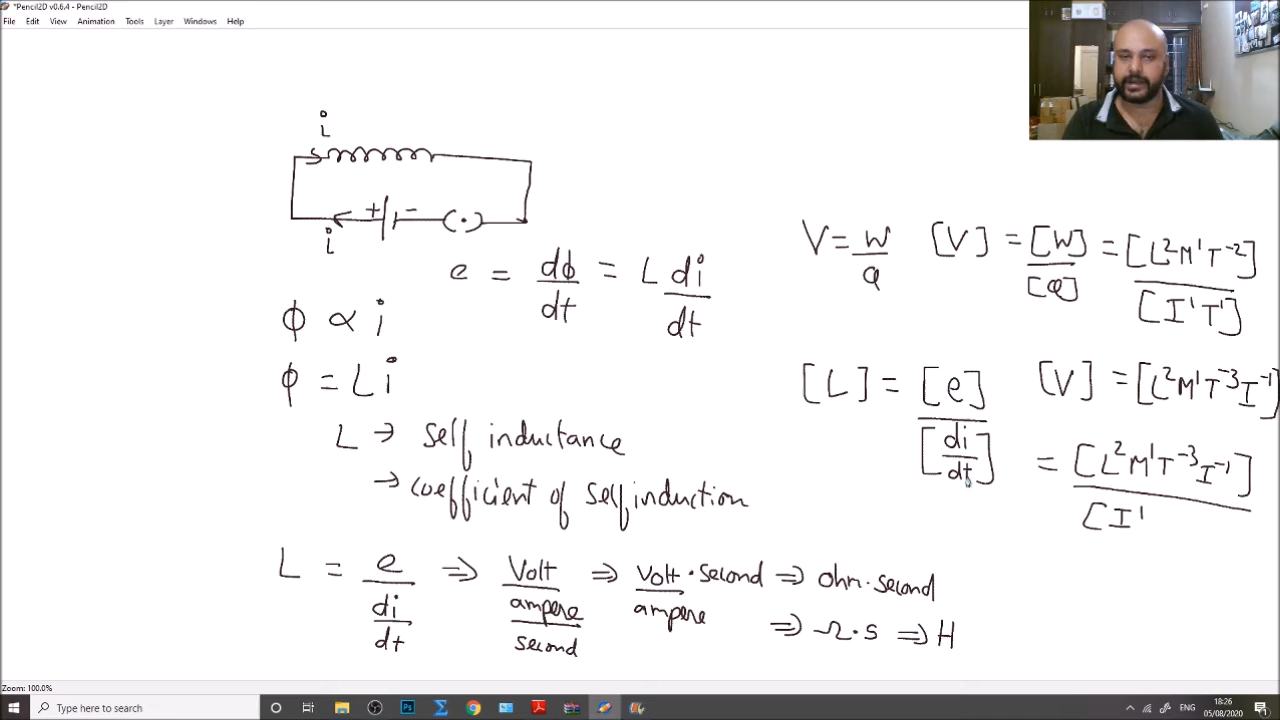 *Pencil2D v0.6.4 - Pencil2D
File Edit View Animation Tools Layer Windows Help
i
+ -
i
e = dϕ/dt = L di/dt
ϕ ∝ i
ϕ = Li
L → self inductance
→ coefficient of self induction
L = e / di/dt ⇒ Volt / ampere / second ⇒ Volt · second / ampere ⇒ ohm · second
⇒ Ω · s ⇒ H
V = W/Q [V] = [W]/[Q] = [L²M¹T⁻²]/[I¹T¹]
[L] = [e]/[di/dt] [V] = [L²M¹T⁻³I⁻¹]
= [L²M¹T⁻³I⁻¹]/[I¹
Zoom: 100.0%
Type here to search
ENG
18:26
05/08/2020